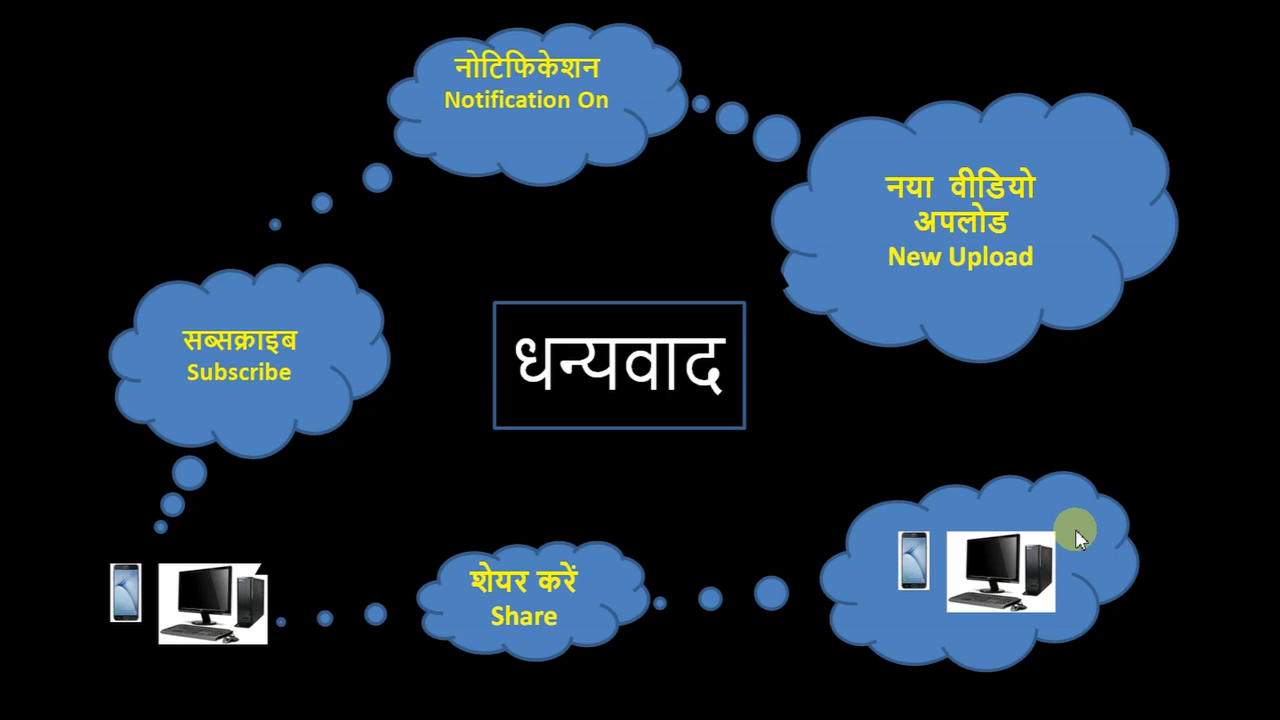 नोटिफिकेशन
Notification On
नया वीडियो
अपलोड
New Upload
सब्सक्राइब
Subscribe
धन्यवाद
शेयर करें
Share